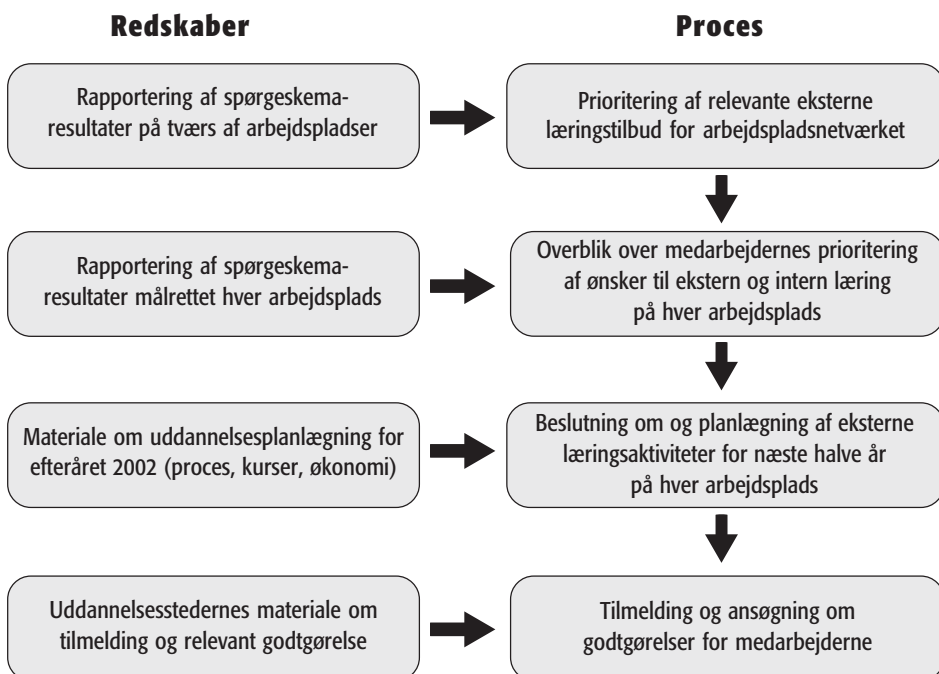 Redskaber
Proces
Rapportering af spørgeskema-
resultater på tværs af arbejdspladser
Prioritering af relevante eksterne
læringstilbud for arbejdspladsnetværket
Rapportering af spørgeskema-
resultater målrettet hver arbejdsplads
Overblik over medarbejdernes prioritering
af ønsker til ekstern og intern læring
på hver arbejdsplads
Materiale om uddannelsesplanlægning for
efteråret 2002 (proces, kurser, økonomi)
Beslutning om og planlægning af eksterne
læringsaktiviteter for næste halve år
på hver arbejdsplads
Uddannelsesstedernes materiale om
tilmelding og relevant godtgørelse
Tilmelding og ansøgning om
godtgørelser for medarbejderne